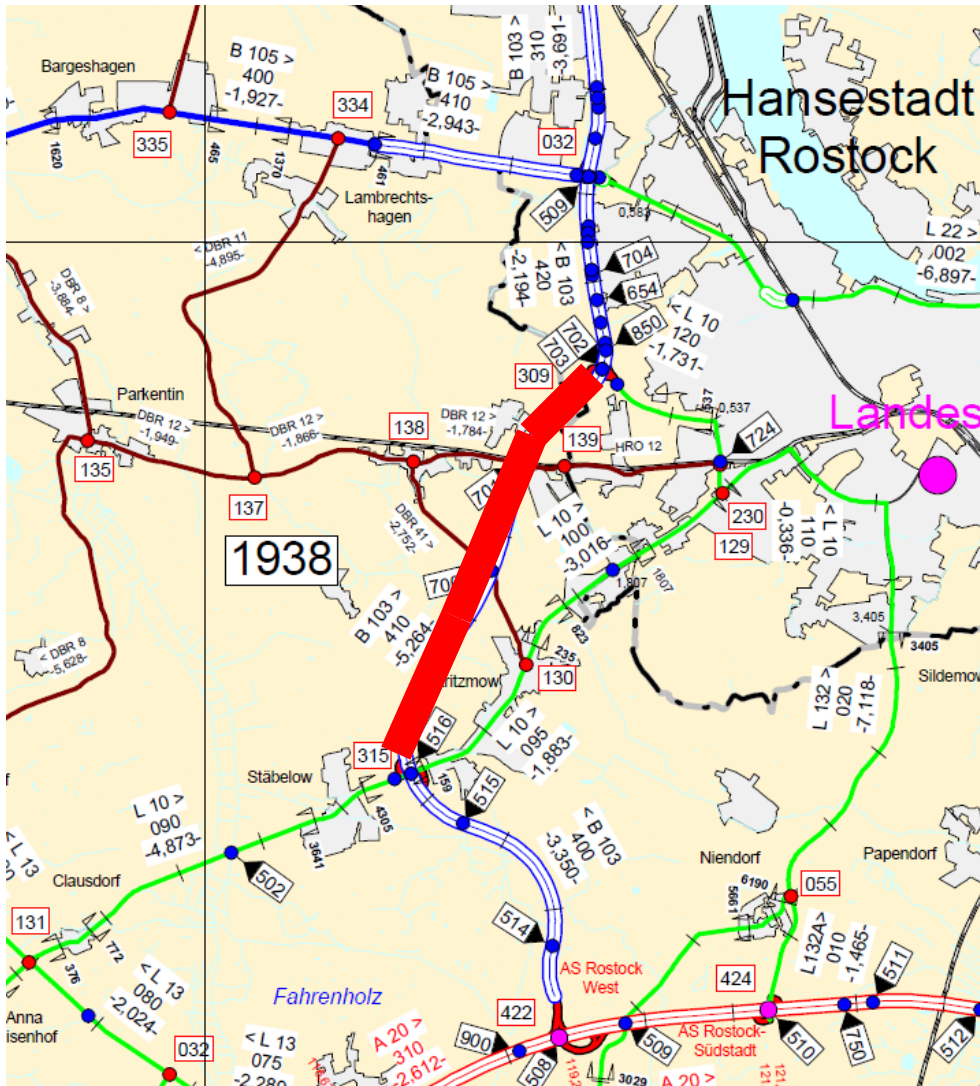 Bargeshagen
B 105 >
400
-1,927-
334
B 105 >
410
-2,943-
B 103 >
310
-3,691-
Hansestadt
Rostock
032
335
1620
465
1370
461
Lambrechts-
hagen
509
0,583
< DBR 11
-4,895-
DBR 8 >
-3,884-
< B 103
420
-2,194-
704
L 22 >
002
-6,897-
654
702
703
850
< L 10
120
-1,731-
309
Parkentin
DBR 12 >
-1,949-
DBR 12 >
-1,866-
138
DBR 12 >
-1,784-
139
HRO 12
537
0,537
724
Landes
135
137
DBR 41 >
-2,752-
L 10 >
100
-3,016-
230
129
< L 10
110
-0,336-
1938
1,807
1807
823
B 103 >
410
-5,264-
235
3,405
3405
< DBR 8
-5,628-
ritzmow
130
L 132 >
020
-7,118-
Sildemow
315
516
L 10 >
095
-1,883-
Stäbelow
159
515
L 10 >
090
-4,873-
4305
3641
< B 103
400
-3,350-
< L 13
Clausdorf
502
Niendorf
Papendorf
6190
5661
055
131
772
376
514
L132A>
010
-1,465-
< L 13
080
-2,024-
AS Rostock
West
424
511
Fahrenholz
422
Anna
isenhof
A 20 >
310
-2,612-
900
508
509
AS Rostock-
Südstadt
510
750
512
032
< L 13
075
-2,280-
3029
A 20 >